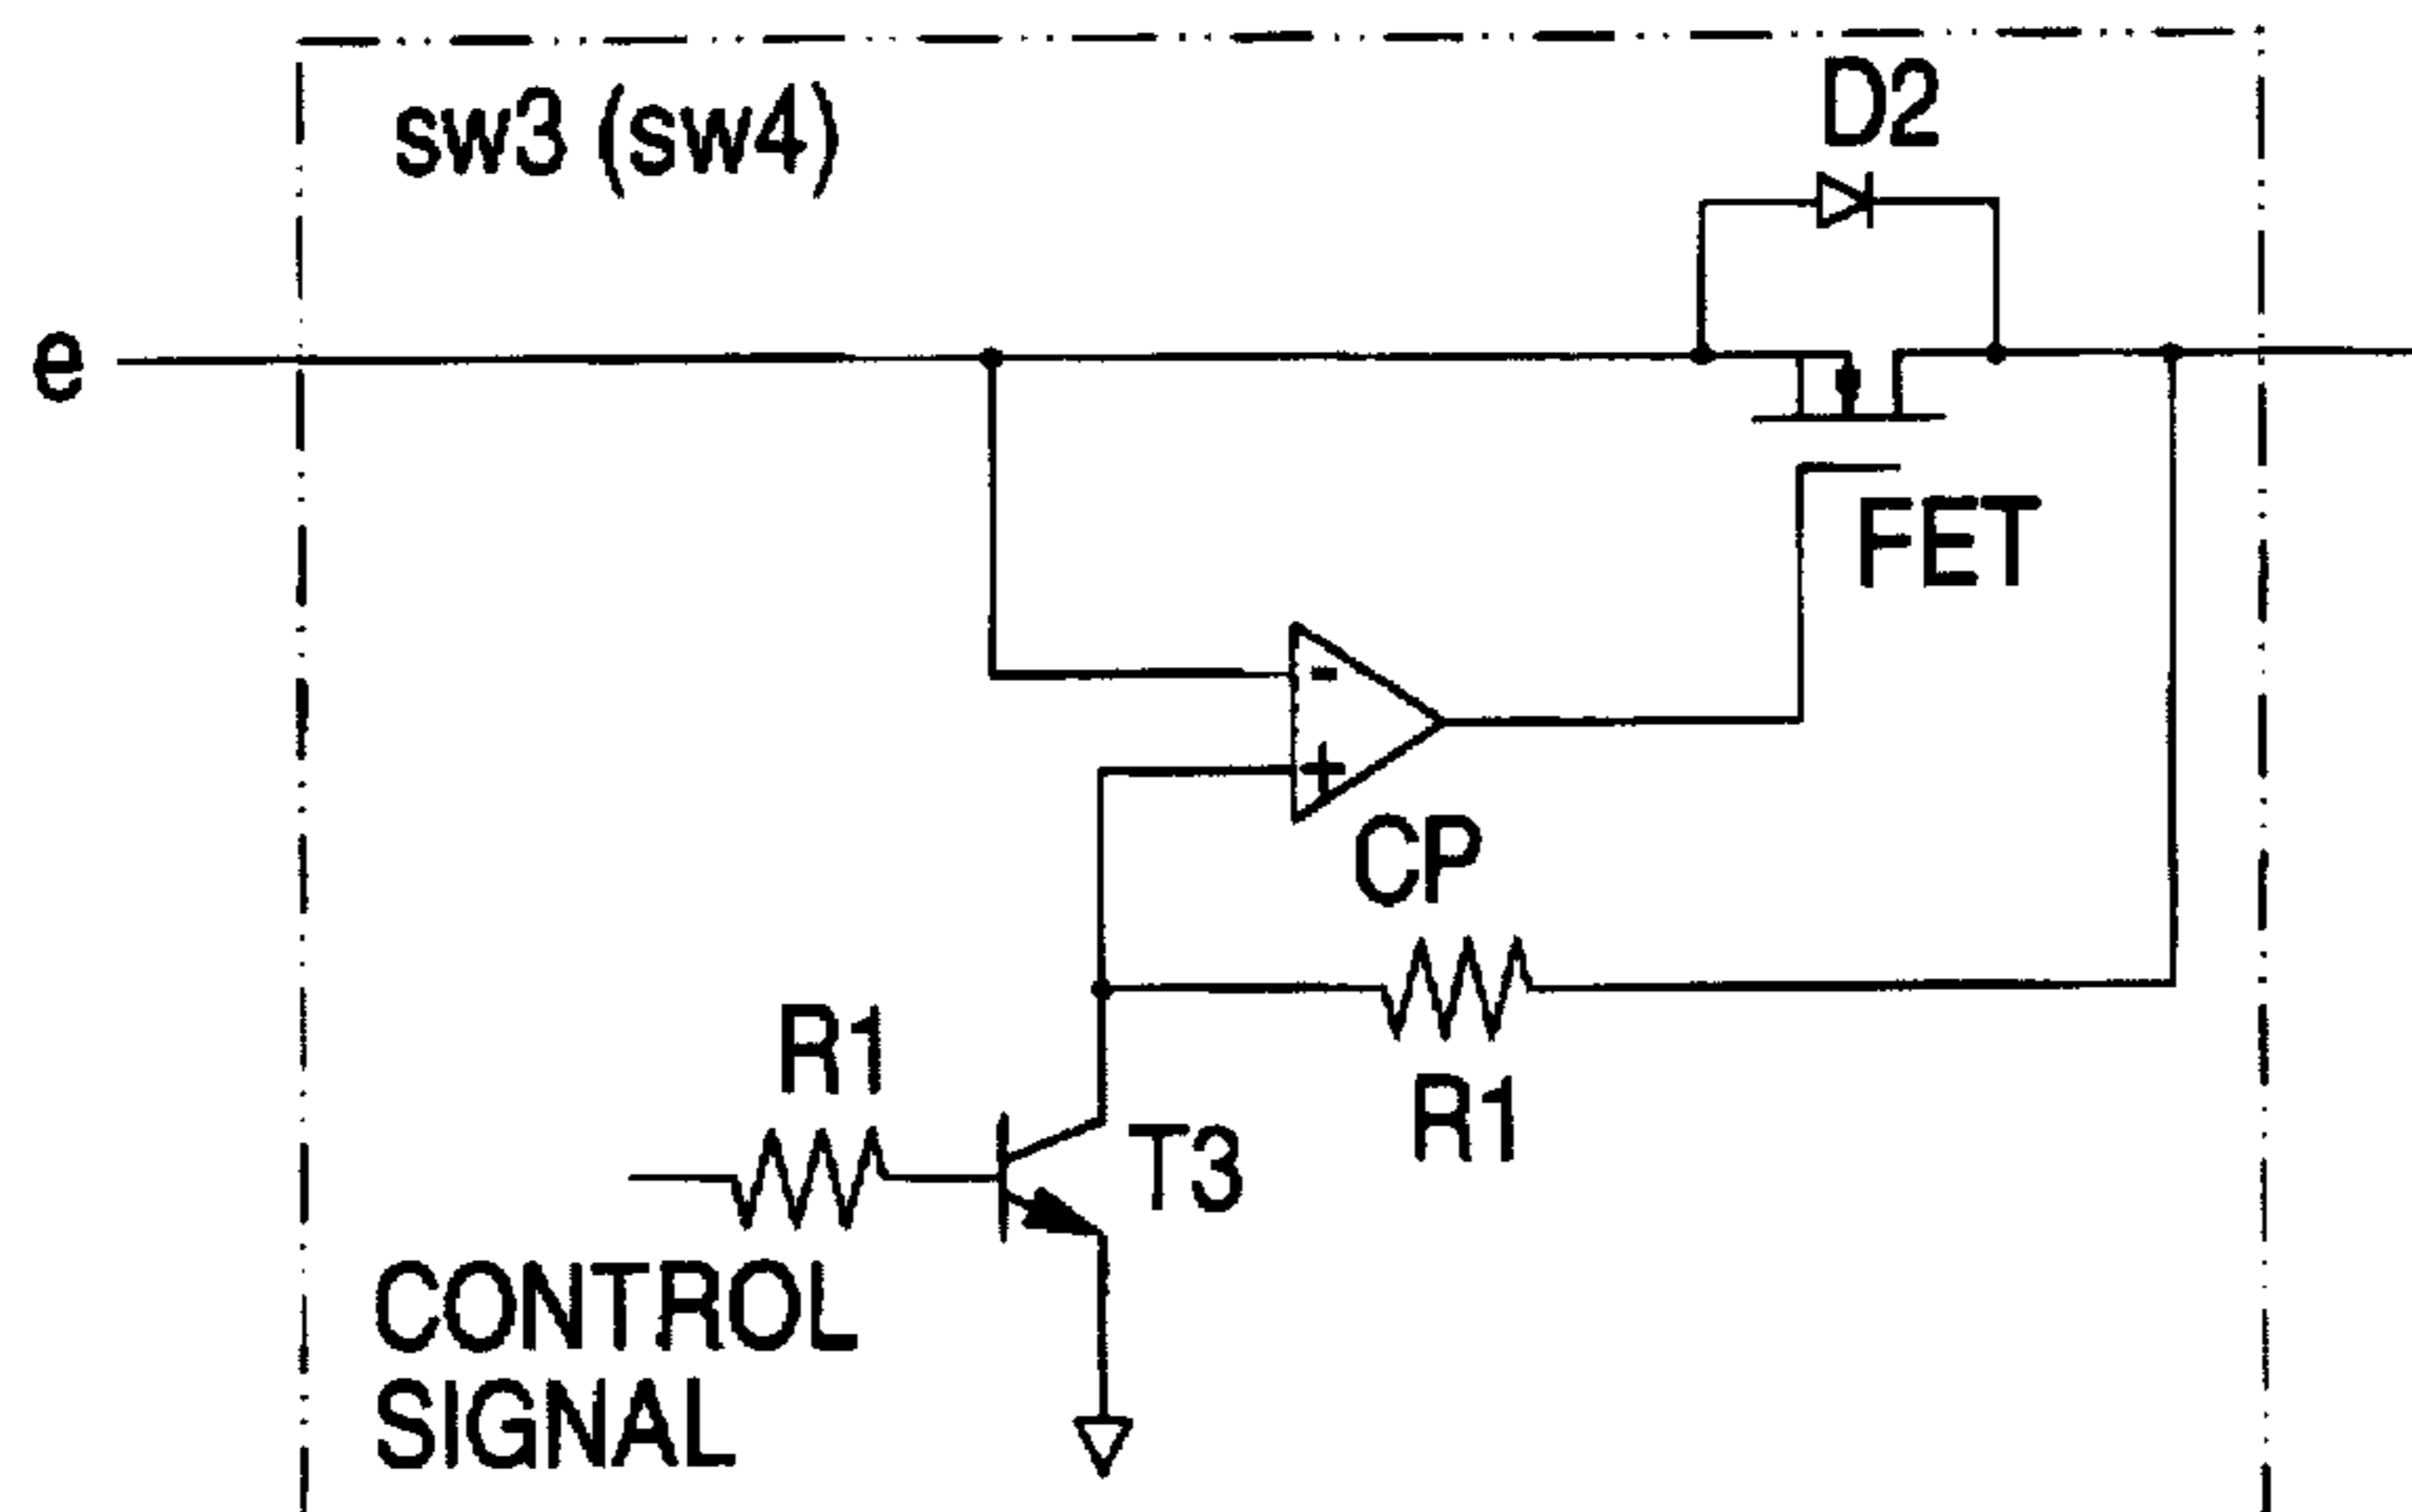 sw3 (sw4)
D2
e
FET
-
+
CP
R1
R1
T3
CONTROL
SIGNAL